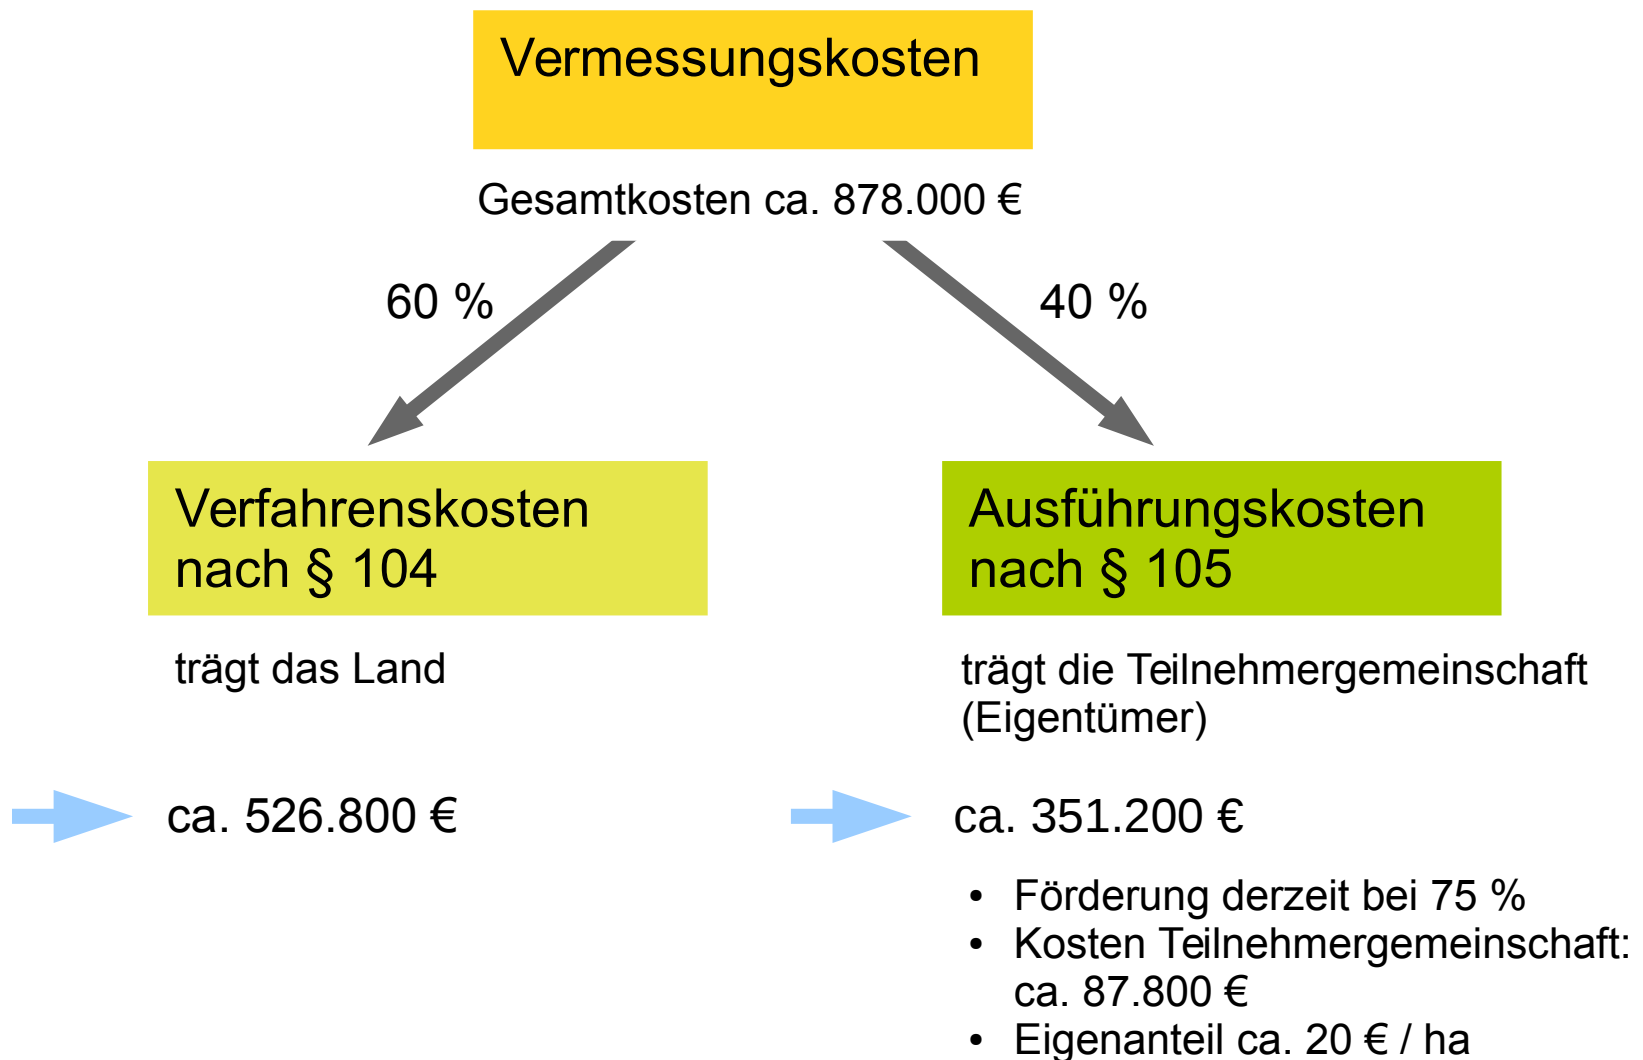 Vermessungskosten
Gesamtkosten ca. 878.000 €
60 %
40 %
Verfahrenskosten
nach § 104
trägt das Land
ca. 526.800 €
Ausführungskosten
nach § 105
trägt die Teilnehmergemeinschaft
(Eigentümer)
ca. 351.200 €
• Förderung derzeit bei 75 %
• Kosten Teilnehmergemeinschaft:
ca. 87.800 €
• Eigenanteil ca. 20 € / ha